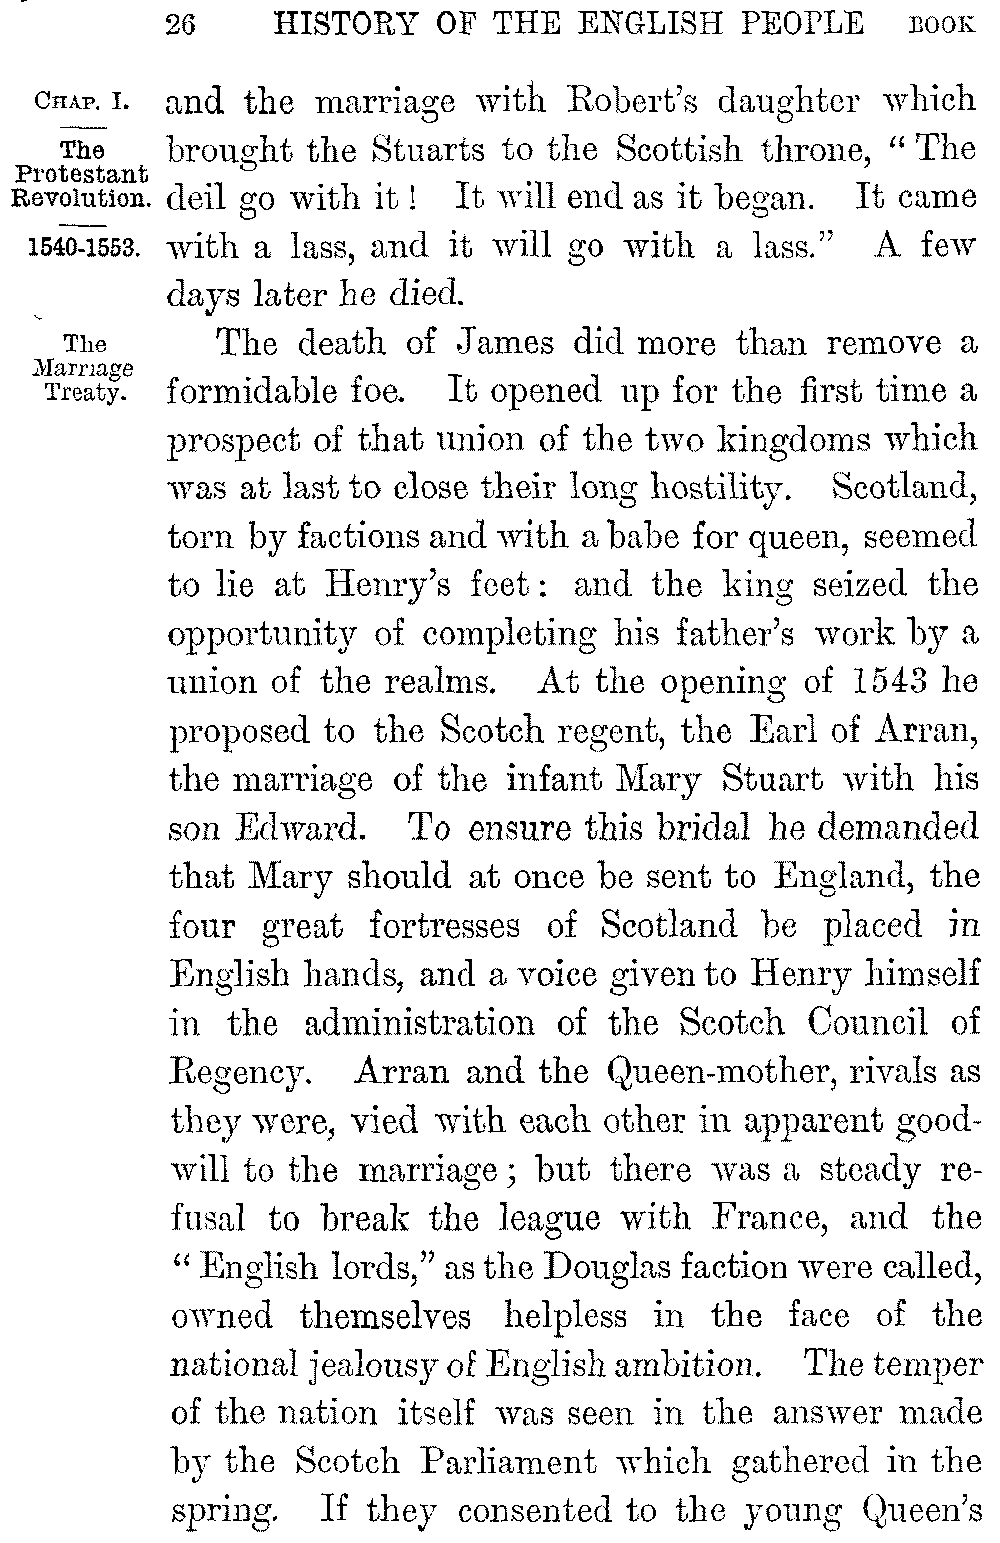 26 HISTORY OF THE ENGLISH PEOPLE BOOK
CHAP. I.
The
Protestant
Revolution.
1540-1553.
and the marriage with Robert's daughter which
brought the Stuarts to the Scottish throne, “ The
deil go with it ! It will end as it began. It came
with a lass, and it will go with a lass.” A few
days later he died.
The
Marriage
Treaty.
The death of James did more than remove a
formidable foe. It opened up for the first time a
prospect of that union of the two kingdoms which
was at last to close their long hostility. Scotland,
torn by factions and with a babe for queen, seemed
to lie at Henry's feet : and the king seized the
opportunity of completing his father's work by a
union of the realms. At the opening of 1543 he
proposed to the Scotch regent, the Earl of Arran,
the marriage of the infant Mary Stuart with his
son Edward. To ensure this bridal he demanded
that Mary should at once be sent to England, the
four great fortresses of Scotland be placed in
English hands, and a voice given to Henry himself
in the administration of the Scotch Council of
Regency. Arran and the Queen-mother, rivals as
they were, vied with each other in apparent good-
will to the marriage ; but there was a steady re-
fusal to break the league with France, and the
“ English lords,” as the Douglas faction were called,
owned themselves helpless in the face of the
national jealousy of English ambition. The temper
of the nation itself was seen in the answer made
by the Scotch Parliament which gathered in the
spring. If they consented to the young Queen's